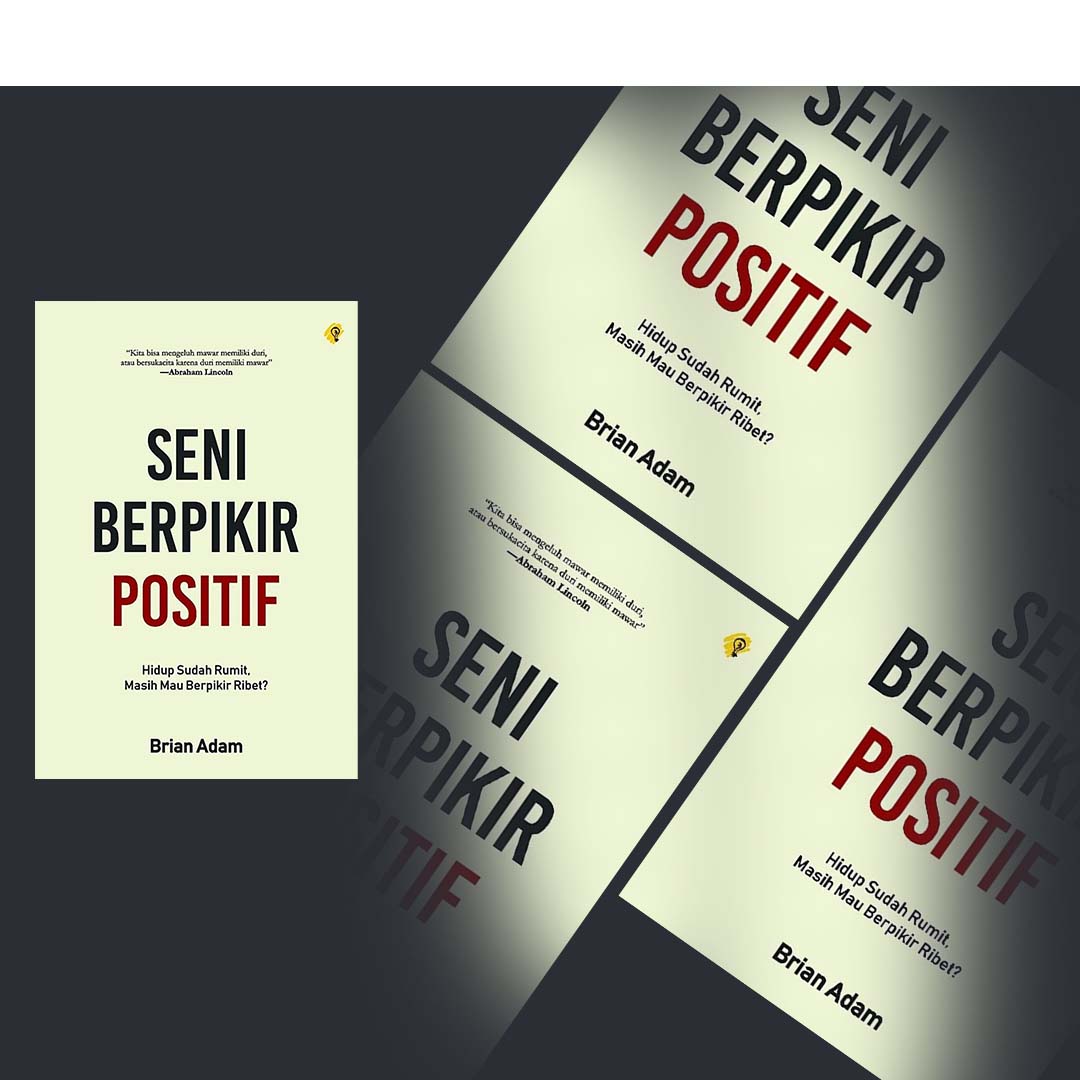 “Kita bisa mengeluh mawar memiliki duri,
atau bersukacita karena duri memiliki mawar”
—Abraham Lincoln
SENI
BERPIKIR
POSITIF
Hidup Sudah Rumit,
Masih Mau Berpikir Ribet?
Brian Adam
SENI
BERPIKIR
POSITIF
Hidup Sudah Rumit,
Masih Mau Berpikir Ribet?
Brian Adam
“Kita bisa mengeluh mawar memiliki duri,
atau bersukacita karena duri memiliki mawar”
—Abraham Lincoln
SENI
BERPIKIR
POSITIF
SENI
BERPIKIR
POSITIF
Hidup Sudah Rumit,
Masih Mau Berpikir Ribet?
Brian Adam